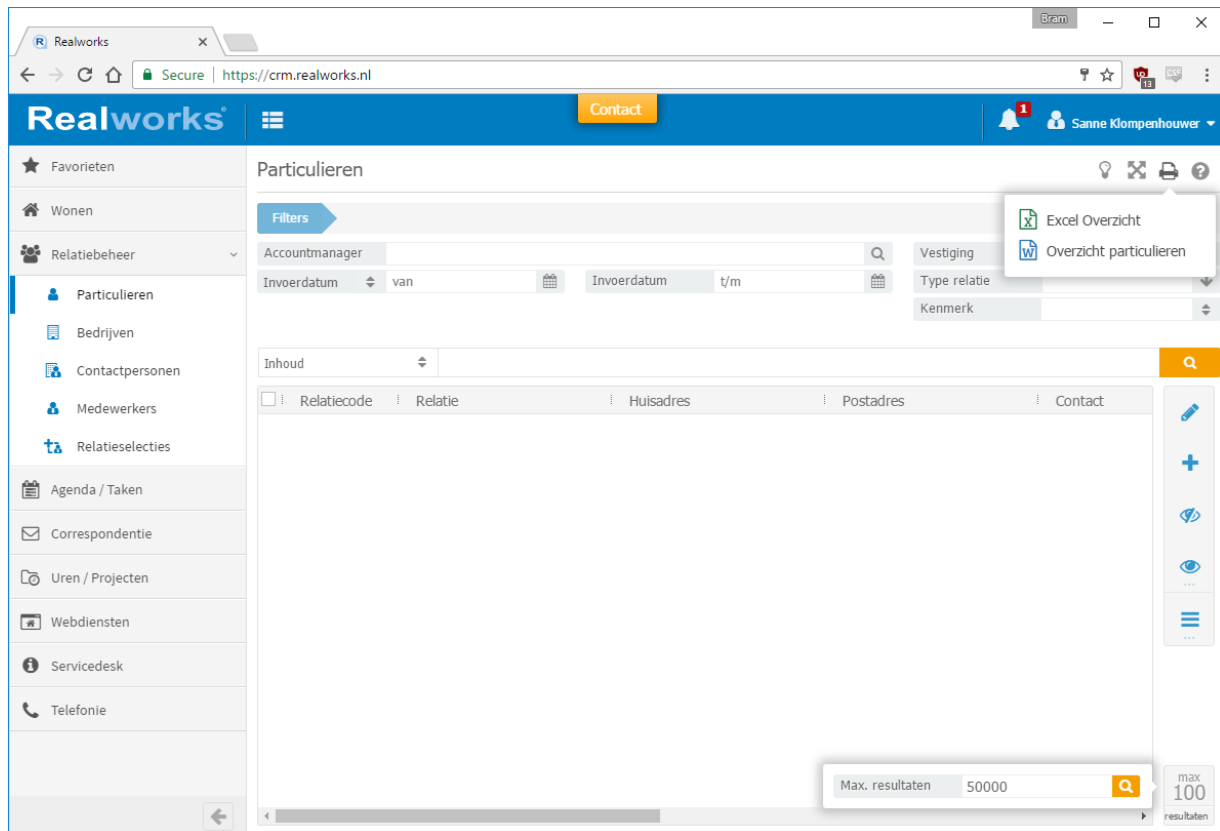 Bram
Realworks
Secure | https://crm.realworks.nl
13
CSP
Realworks
Contact
1
Sanne Klompenhouwer
Favorieten
Wonen
Relatiebeheer
Particulieren
Bedrijven
Contactpersonen
Medewerkers
Relatieselecties
Agenda / Taken
Correspondentie
Uren / Projecten
Webdiensten
Servicedesk
Telefonie
Particulieren
Excel Overzicht
Overzicht particulieren
Filters
Accountmanager
Vestiging
Invoerdatum van
Invoerdatum t/m
Type relatie
Kenmerk
Inhoud
Relatiecode Relatie Huisadres Postadres Contact
...
...
Max. resultaten 50000
max
100
resultaten